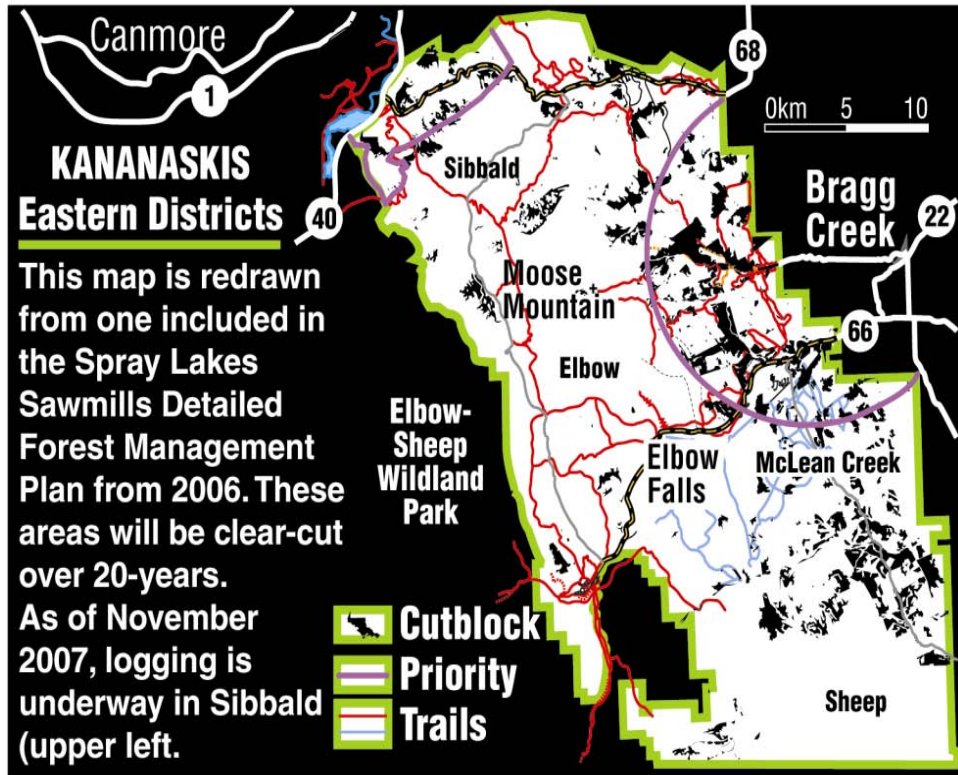 Canmore
1
68
0km 5 10
KANANASKIS
Eastern Districts
40
Sibbald
Bragg
Creek
22
This map is redrawn
from one included in
the Spray Lakes
Sawmills Detailed
Forest Management
Plan from 2006. These
areas will be clear-cut
over 20-years.
As of November
2007, logging is
underway in Sibbald
(upper left.
Moose
Mountain
66
Elbow
Elbow-
Sheep
Wildland
Park
Elbow
Falls
McLean Creek
Cutblock
Priority
Trails
Sheep